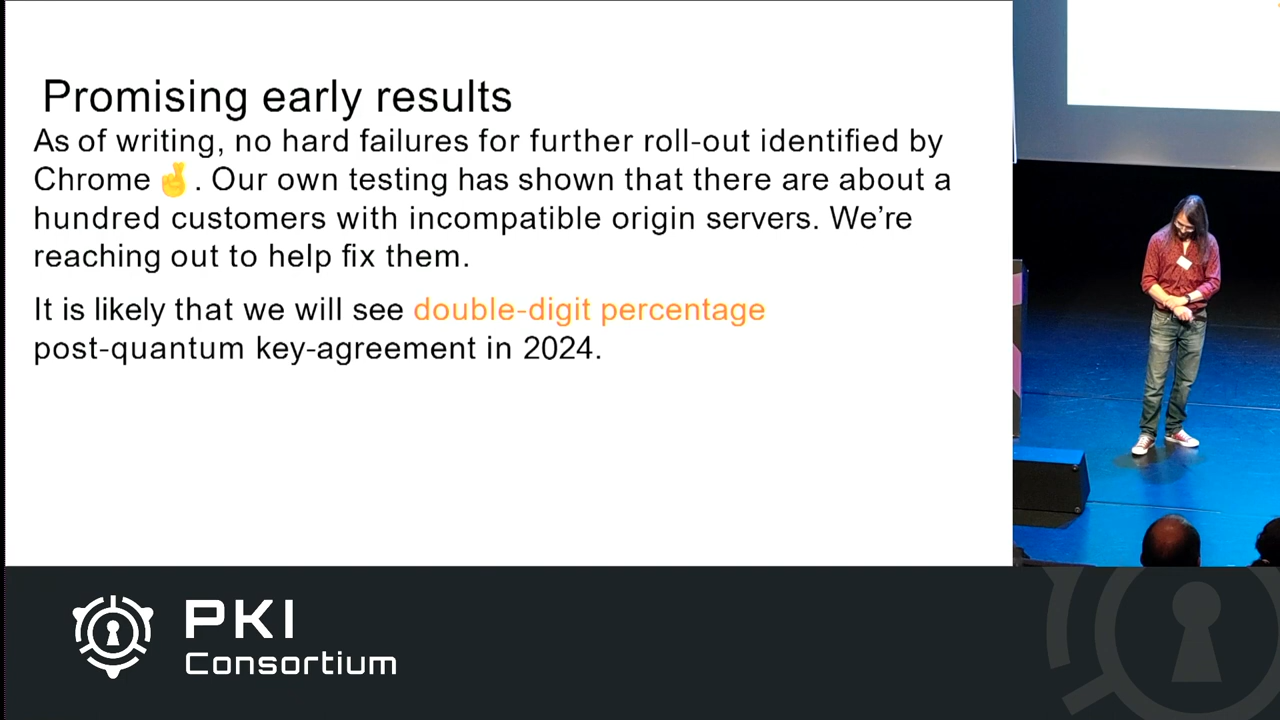 Promising early results
As of writing, no hard failures for further roll-out identified by
Chrome 🤞. Our own testing has shown that there are about a
hundred customers with incompatible origin servers. We’re
reaching out to help fix them.
It is likely that we will see double-digit percentage
post-quantum key-agreement in 2024.
PKI
Consortium